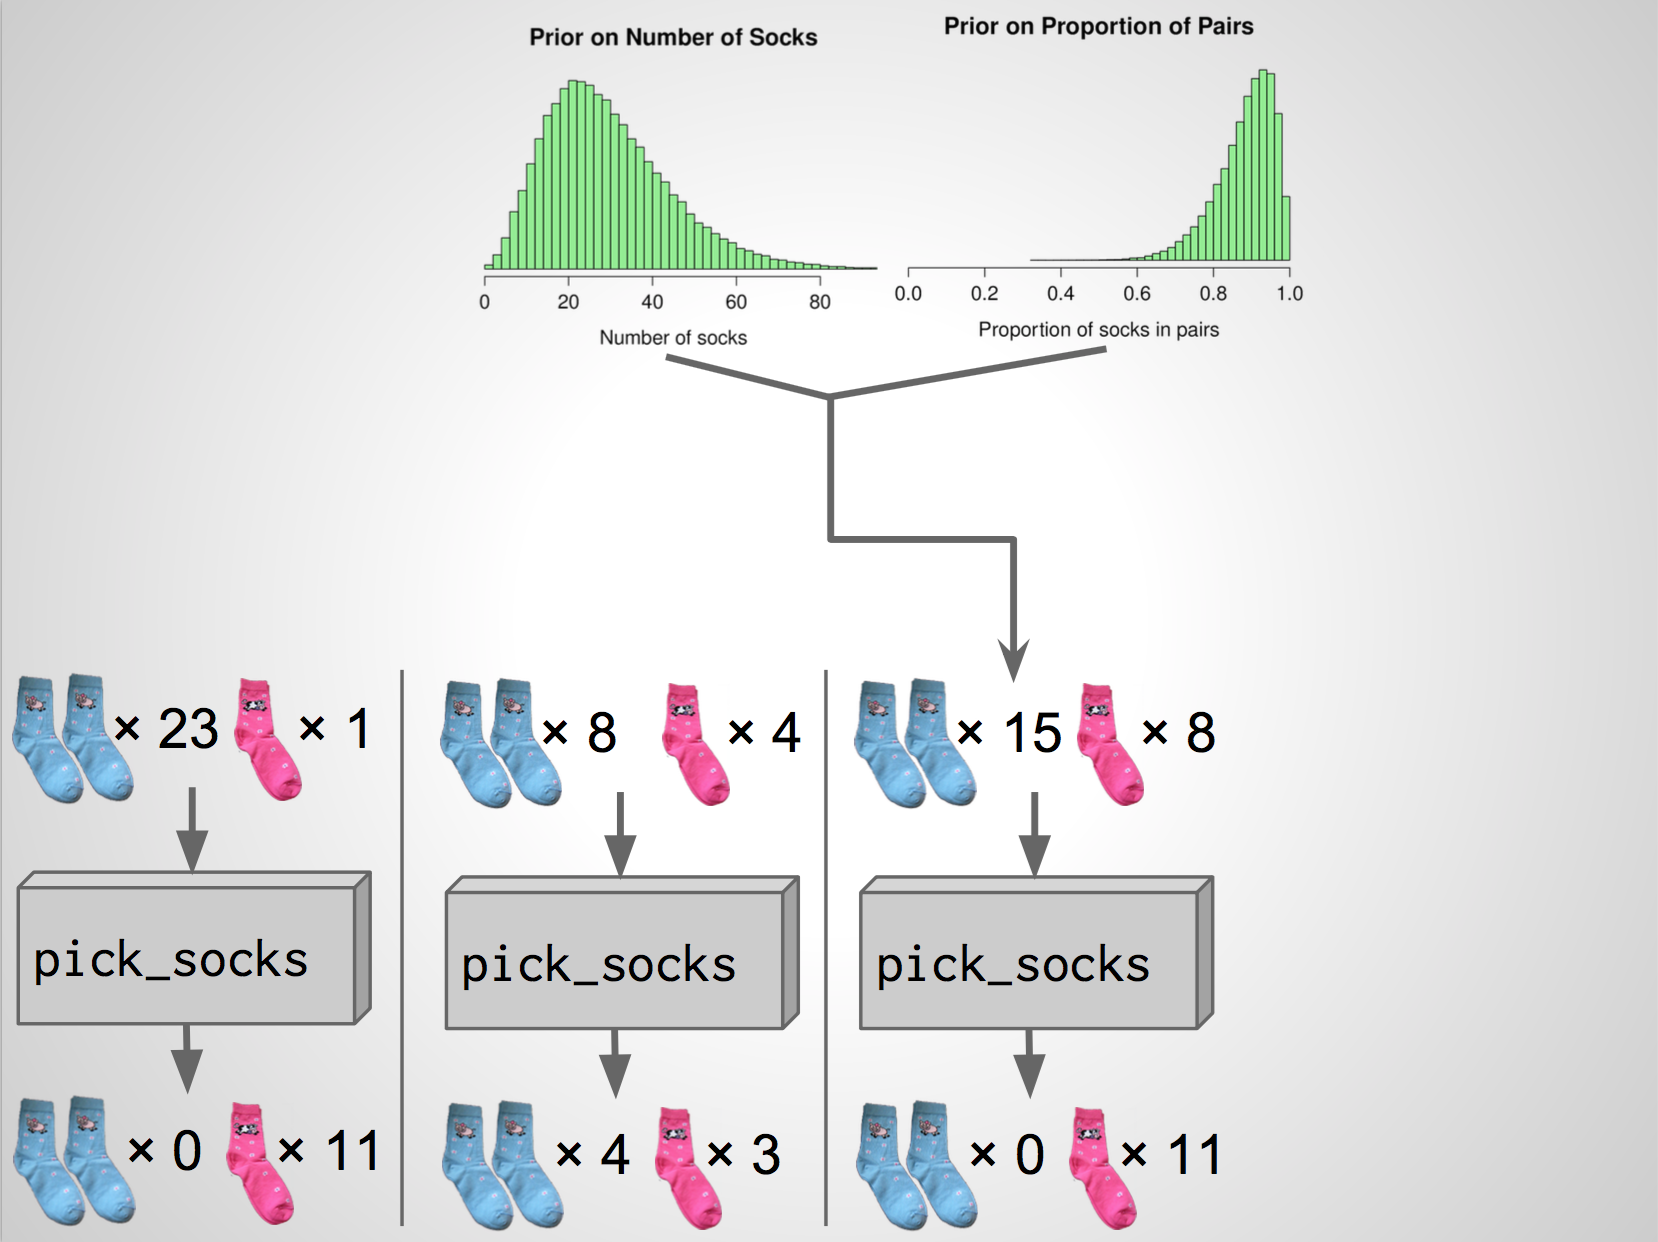 Prior on Number of Socks
Prior on Proportion of Pairs
0 20 40 60 80
Number of socks
0.0 0.2 0.4 0.6 0.8 1.0
Proportion of socks in pairs
× 23 × 1
× 8 × 4
× 15 × 8
pick_socks
pick_socks
pick_socks
× 0 × 11
× 4 × 3
× 0 × 11